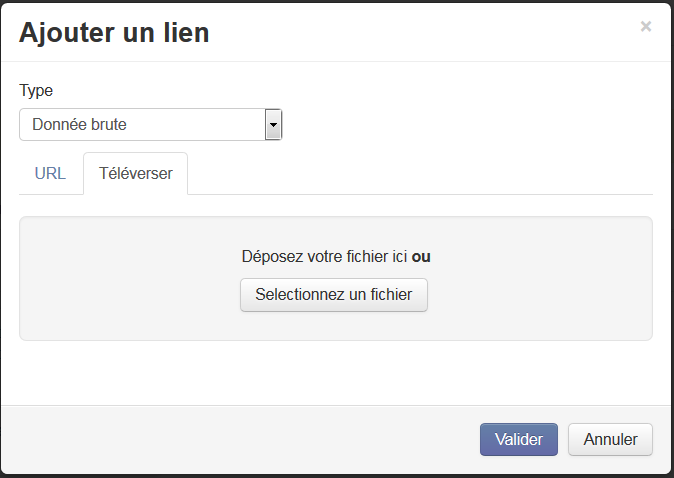 Ajouter un lien ×
Type
Donnée brute
URL Téléverser
Déposez votre fichier ici ou
Selectionnez un fichier
Valider Annuler